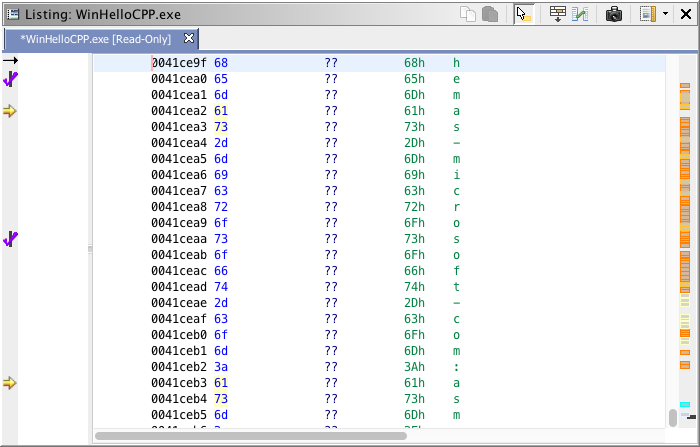 Listing: WinHelloCPP.exe
*WinHelloCPP.exe [Read-Only]
0041ce9f 68 ?? 68h h
0041cea0 65 ?? 65h e
0041cea1 6d ?? 6Dh m
0041cea2 61 ?? 61h a
0041cea3 73 ?? 73h s
0041cea4 2d ?? 2Dh -
0041cea5 6d ?? 6Dh m
0041cea6 69 ?? 69h i
0041cea7 63 ?? 63h c
0041cea8 72 ?? 72h r
0041cea9 6f ?? 6Fh o
0041ceaa 73 ?? 73h s
0041ceab 6f ?? 6Fh o
0041ceac 66 ?? 66h f
0041cead 74 ?? 74h t
0041ceae 2d ?? 2Dh -
0041ceaf 63 ?? 63h c
0041ceb0 6f ?? 6Fh o
0041ceb1 6d ?? 6Dh m
0041ceb2 3a ?? 3Ah :
0041ceb3 61 ?? 61h a
0041ceb4 73 ?? 73h s
0041ceb5 6d ?? 6Dh m